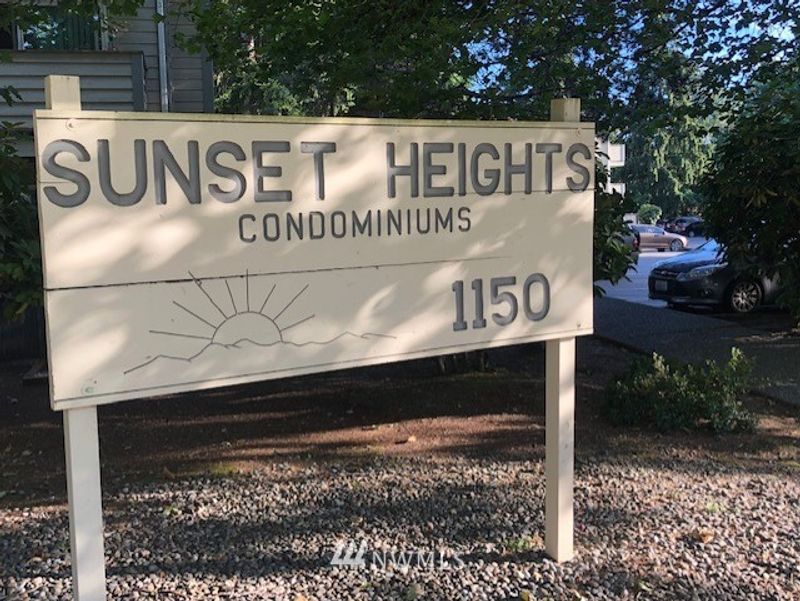 SUNSET HEIGHTS
CONDOMINIUMS
1150
NWMLS